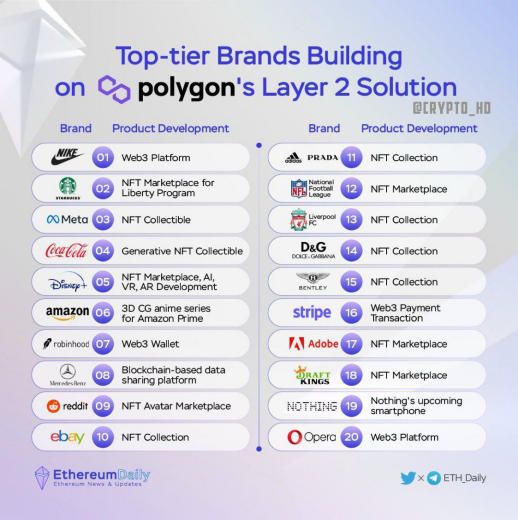 Top-tier Brands Building
on polygon's Layer 2 Solution
@CRYPTO_HD
Brand Product Development
NIKE 01 Web3 Platform
STARBUCKS 02 NFT Marketplace for
Liberty Program
Meta 03 NFT Collectible
Coca-Cola 04 Generative NFT Collectible
Disney+ 05 NFT Marketplace, AI,
VR, AR Development
amazon 06 3D CG anime series
for Amazon Prime
robinhood 07 Web3 Wallet
Mercedes-Benz 08 Blockchain-based data
sharing platform
reddit 09 NFT Avatar Marketplace
ebay 10 NFT Collection
Brand Product Development
adidas PRADA 11 NFT Collection
NFL National
Football
League 12 NFT Marketplace
Liverpool
FC 13 NFT Collection
D&G
DOLCE & GABBANA 14 NFT Collection
BENTLEY 15 NFT Collection
stripe 16 Web3 Payment
Transaction
Adobe 17 NFT Marketplace
DRAFT
KINGS 18 NFT Marketplace
NOTHING 19 Nothing's upcoming
smartphone
Opera 20 Web3 Platform
EthereumDaily
Ethereum News & Updates
x ETH_Daily